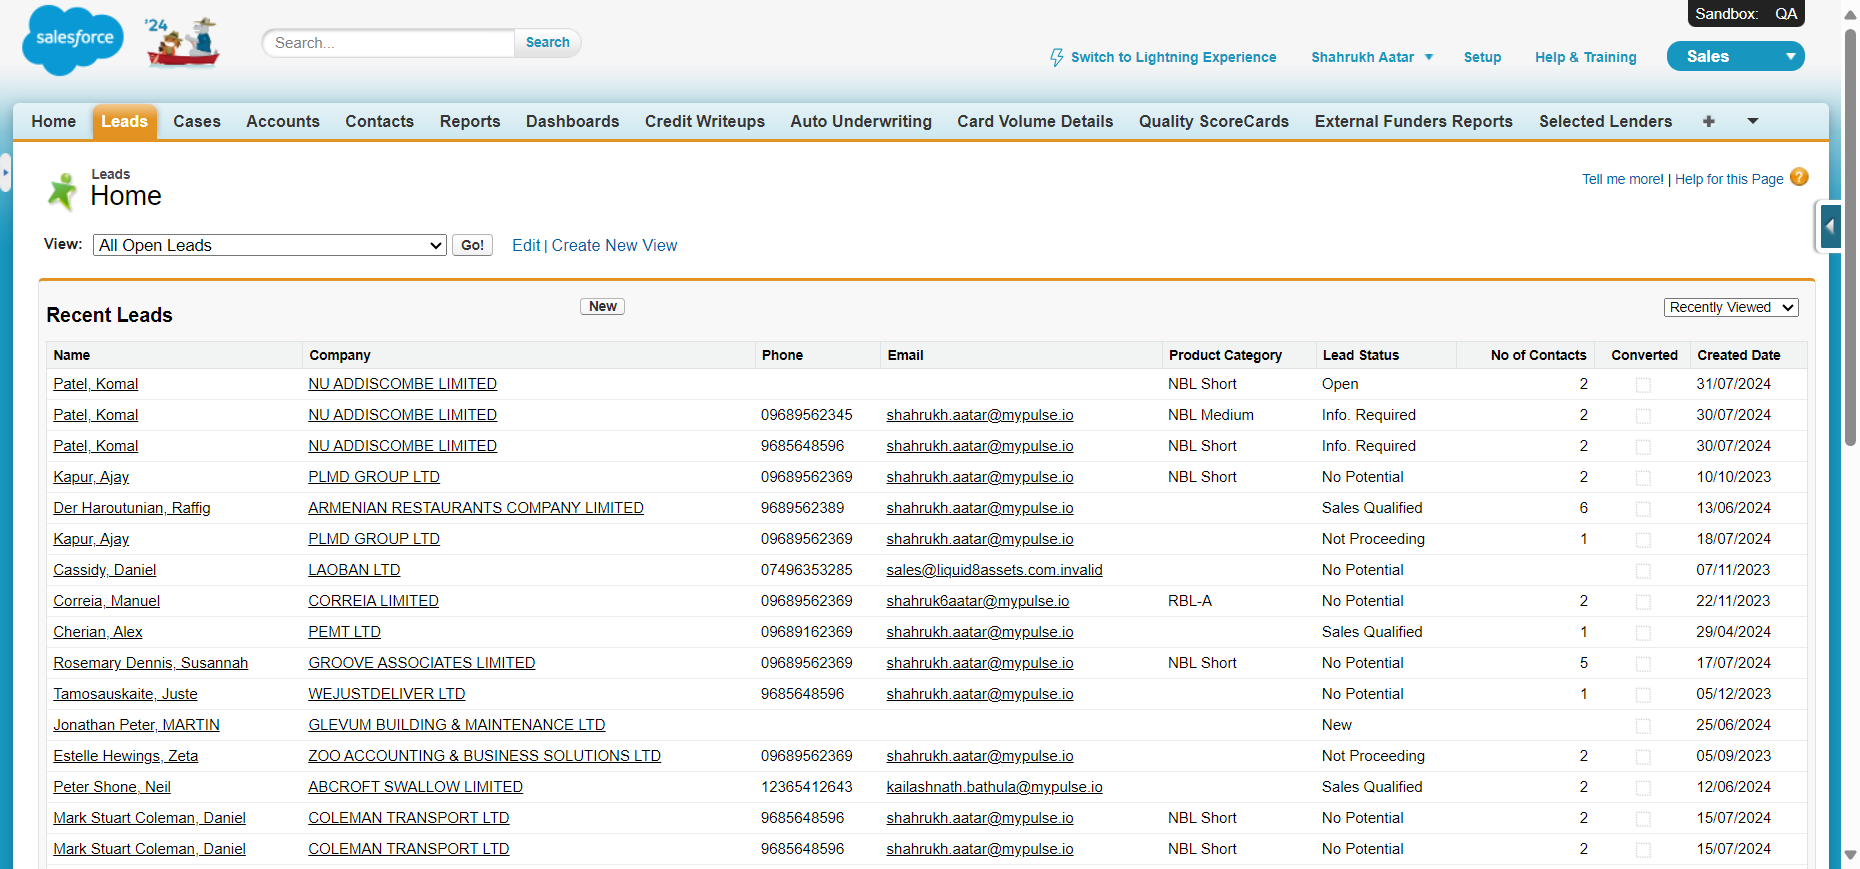 Sandbox: QA
salesforce
'24
Search...
Search
Switch to Lightning Experience
Shahrukh Aatar
Setup
Help & Training
Sales
Home Leads Cases Accounts Contacts Reports Dashboards Credit Writeups Auto Underwriting Card Volume Details Quality ScoreCards External Funders Reports Selected Lenders +
Leads
Home
Tell me more! | Help for this Page ?
View: All Open Leads Go! Edit | Create New View
Recent Leads New Recently Viewed
Name Company Phone Email Product Category Lead Status No of Contacts Converted Created Date
Patel, Komal NU ADDISCOMBE LIMITED NBL Short Open 2 31/07/2024
Patel, Komal NU ADDISCOMBE LIMITED 09689562345 shahrukh.aatar@mypulse.io NBL Medium Info. Required 2 30/07/2024
Patel, Komal NU ADDISCOMBE LIMITED 9685648596 shahrukh.aatar@mypulse.io NBL Short Info. Required 2 30/07/2024
Kapur, Ajay PLMD GROUP LTD 09689562369 shahrukh.aatar@mypulse.io NBL Short No Potential 2 10/10/2023
Der Haroutunian, Raffig ARMENIAN RESTAURANTS COMPANY LIMITED 9689562389 shahrukh.aatar@mypulse.io Sales Qualified 6 13/06/2024
Kapur, Ajay PLMD GROUP LTD 09689562369 shahrukh.aatar@mypulse.io Not Proceeding 1 18/07/2024
Cassidy, Daniel LAOBAN LTD 07496353285 sales@liquid8assets.com.invalid No Potential 07/11/2023
Correia, Manuel CORREIA LIMITED 09689562369 shahruk6aatar@mypulse.io RBL-A No Potential 2 22/11/2023
Cherian, Alex PEMT LTD 09689162369 shahrukh.aatar@mypulse.io Sales Qualified 1 29/04/2024
Rosemary Dennis, Susannah GROOVE ASSOCIATES LIMITED 09689562369 shahrukh.aatar@mypulse.io NBL Short No Potential 5 17/07/2024
Tamosauskaite, Juste WEJUSTDELIVER LTD 9685648596 shahrukh.aatar@mypulse.io No Potential 1 05/12/2023
Jonathan Peter, MARTIN GLEVUM BUILDING & MAINTENANCE LTD New 25/06/2024
Estelle Hewings, Zeta ZOO ACCOUNTING & BUSINESS SOLUTIONS LTD 09689562369 shahrukh.aatar@mypulse.io Not Proceeding 2 05/09/2023
Peter Shone, Neil ABCROFT SWALLOW LIMITED 12365412643 kailashnath.bathula@mypulse.io Sales Qualified 2 12/06/2024
Mark Stuart Coleman, Daniel COLEMAN TRANSPORT LTD 9685648596 shahrukh.aatar@mypulse.io NBL Short No Potential 2 15/07/2024
Mark Stuart Coleman, Daniel COLEMAN TRANSPORT LTD 9685648596 shahrukh.aatar@mypulse.io NBL Short No Potential 2 15/07/2024